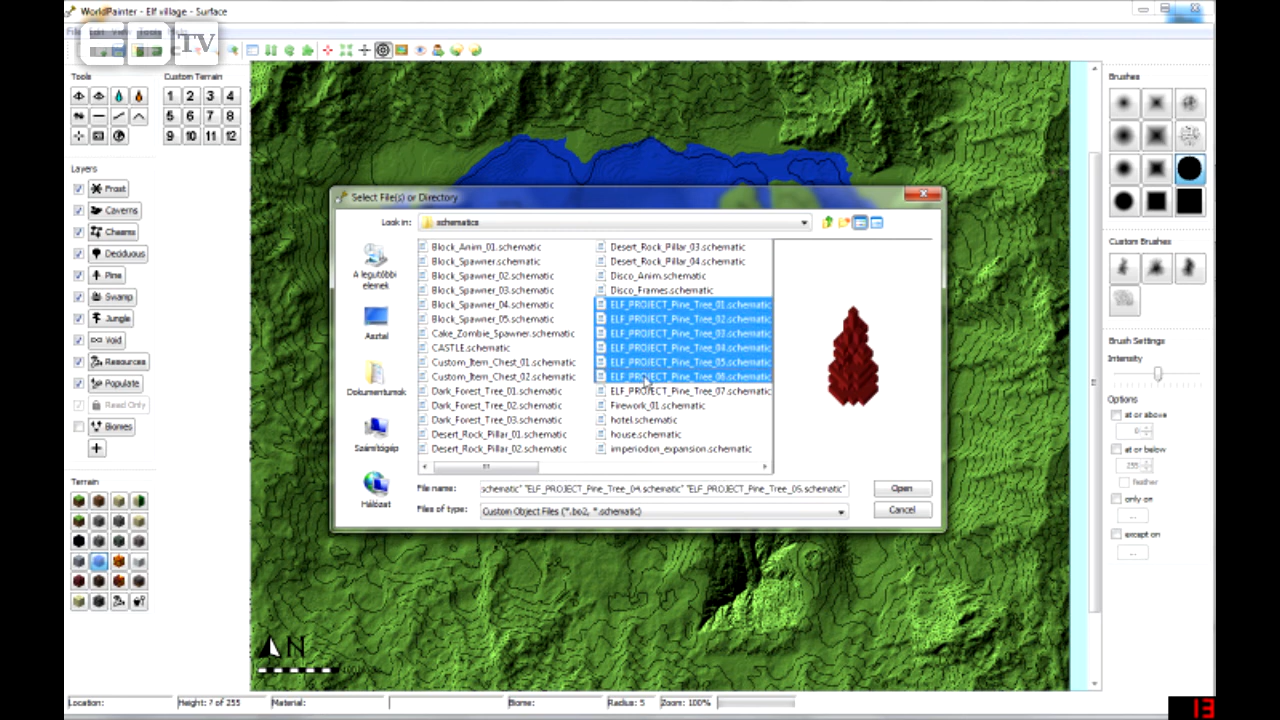 WorldPainter - Elf village - Surface
File Edit View Tools
TV
Tools
Custom Terrain
1 2 3 4
5 6 7 8
9 10 11 12
Layers
Frost
Caverns
Chasms
Deciduous
Pine
Swamp
Jungle
Void
Resources
Populate
Read Only
Biomes
Terrain
Select File(s) or Directory
Look in:
schematics
A legutóbbi
elemek
Asztal
Dokumentumok
Számítógép
Hálózat
Block_Anim_01.schematic
Block_Spawner.schematic
Block_Spawner_02.schematic
Block_Spawner_03.schematic
Block_Spawner_04.schematic
Block_Spawner_05.schematic
Cake_Zombie_Spawner.schematic
CASTLE.schematic
Custom_Item_Chest_01.schematic
Custom_Item_Chest_02.schematic
Dark_Forest_Tree_01.schematic
Dark_Forest_Tree_02.schematic
Dark_Forest_Tree_03.schematic
Desert_Rock_Pillar_01.schematic
Desert_Rock_Pillar_02.schematic
Desert_Rock_Pillar_03.schematic
Desert_Rock_Pillar_04.schematic
Disco_Anim.schematic
Disco_Frames.schematic
ELF_PROJECT_Pine_Tree_01.schematic
ELF_PROJECT_Pine_Tree_02.schematic
ELF_PROJECT_Pine_Tree_03.schematic
ELF_PROJECT_Pine_Tree_04.schematic
ELF_PROJECT_Pine_Tree_05.schematic
ELF_PROJECT_Pine_Tree_06.schematic
ELF_PROJECT_Pine_Tree_07.schematic
Firework_01.schematic
hotel.schematic
house.schematic
imperiodon_expansion.schematic
File name:
schematic" "ELF_PROJECT_Pine_Tree_04.schematic" "ELF_PROJECT_Pine_Tree_05.schematic"
Open
Files of type:
Custom Object Files (*.bo2, *.schematic)
Cancel
Brushes
Custom Brushes
Brush Settings
Intensity
Options
at or above
0
at or below
255
feather
only on
...
except on
...
N
Location:
Height: ? of 255
Material:
Biome:
Radius: 5
Zoom: 100%
13